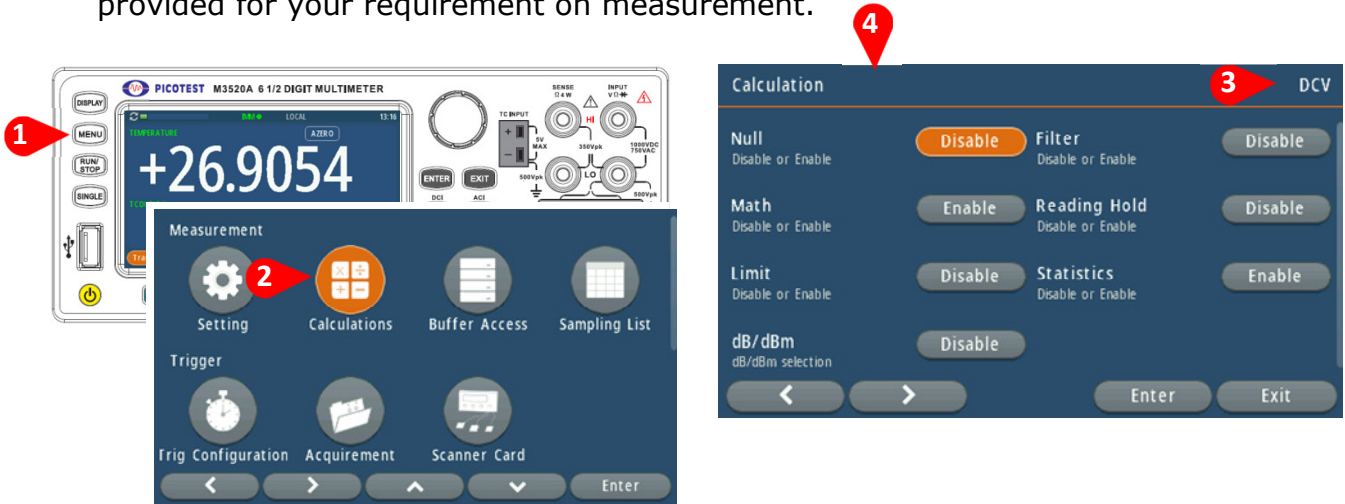 provided for your requirement on measurement.
4
PICOTEST M3520A 6 1/2 DIGIT MULTIMETER
DISPLAY
1
MENU
RUN/
STOP
SINGLE
LOCAL
13:16
TEMPERATURE
AZERO
+26.9054
TC INPUT
5V
MAX
SENSE
Ω 4 W
INPUT
HI
350Vpk
1000VDC
750VAC
LO
500Vpk
500Vpk
ENTER
EXIT
DCI
ACI
Measurement
2
Setting
Calculations
Buffer Access
Sampling List
Trigger
Trig Configuration
Acquirement
Scanner Card
Enter
Calculation
3
DCV
Null
Disable or Enable
Disable
Filter
Disable or Enable
Disable
Math
Disable or Enable
Enable
Reading Hold
Disable or Enable
Disable
Limit
Disable or Enable
Disable
Statistics
Disable or Enable
Enable
dB/dBm
dB/dBm selection
Disable
Enter
Exit